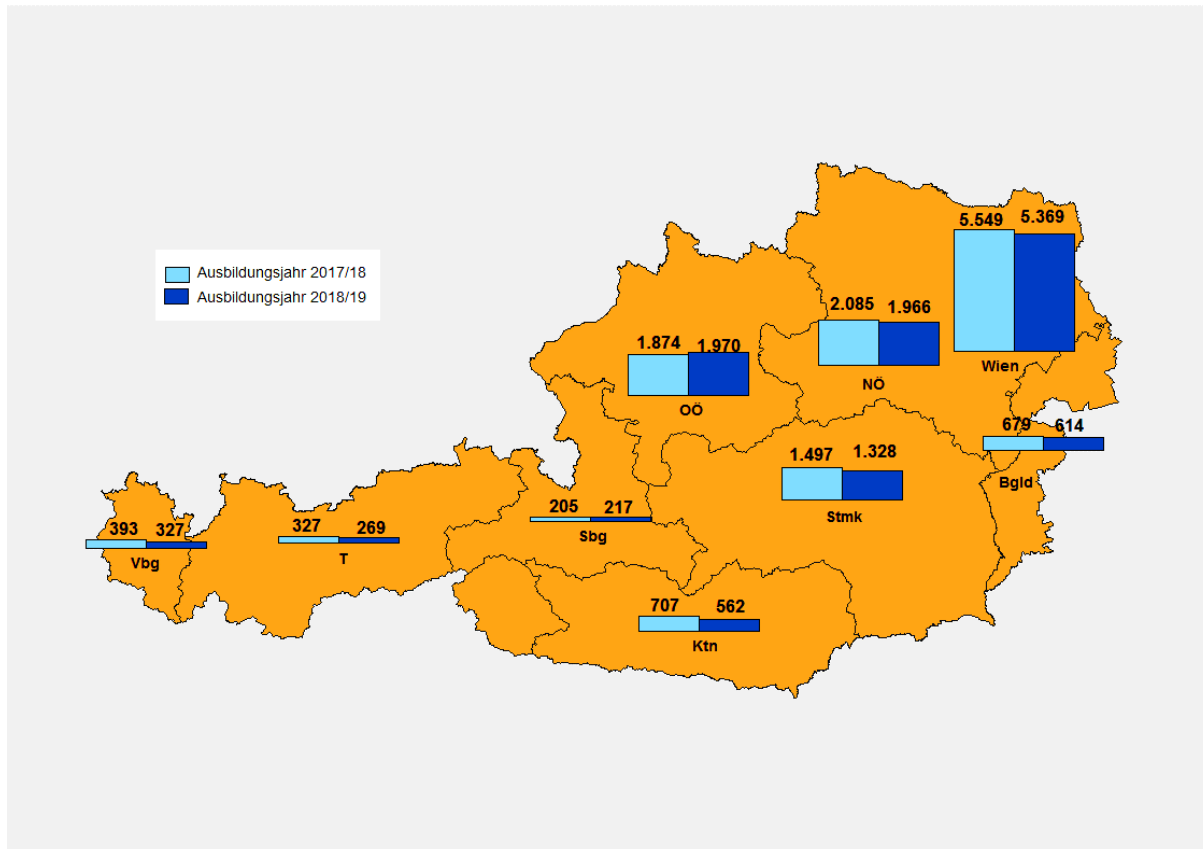 5.549 5.369
Wien
Ausbildungsjahr 2017/18
Ausbildungsjahr 2018/19
2.085 1.966
NÖ
1.874 1.970
OÖ
679 614
Bgld
1.497 1.328
Stmk
205 217
Sbg
393 327
Vbg
327 269
T
707 562
Ktn